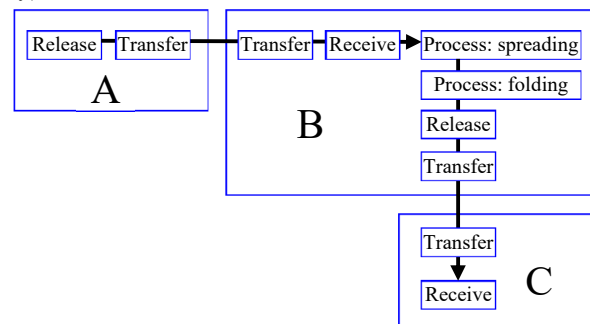 Release
Transfer
A
Transfer
Receive
Process: spreading
Process: folding
Release
Transfer
B
Transfer
Receive
C